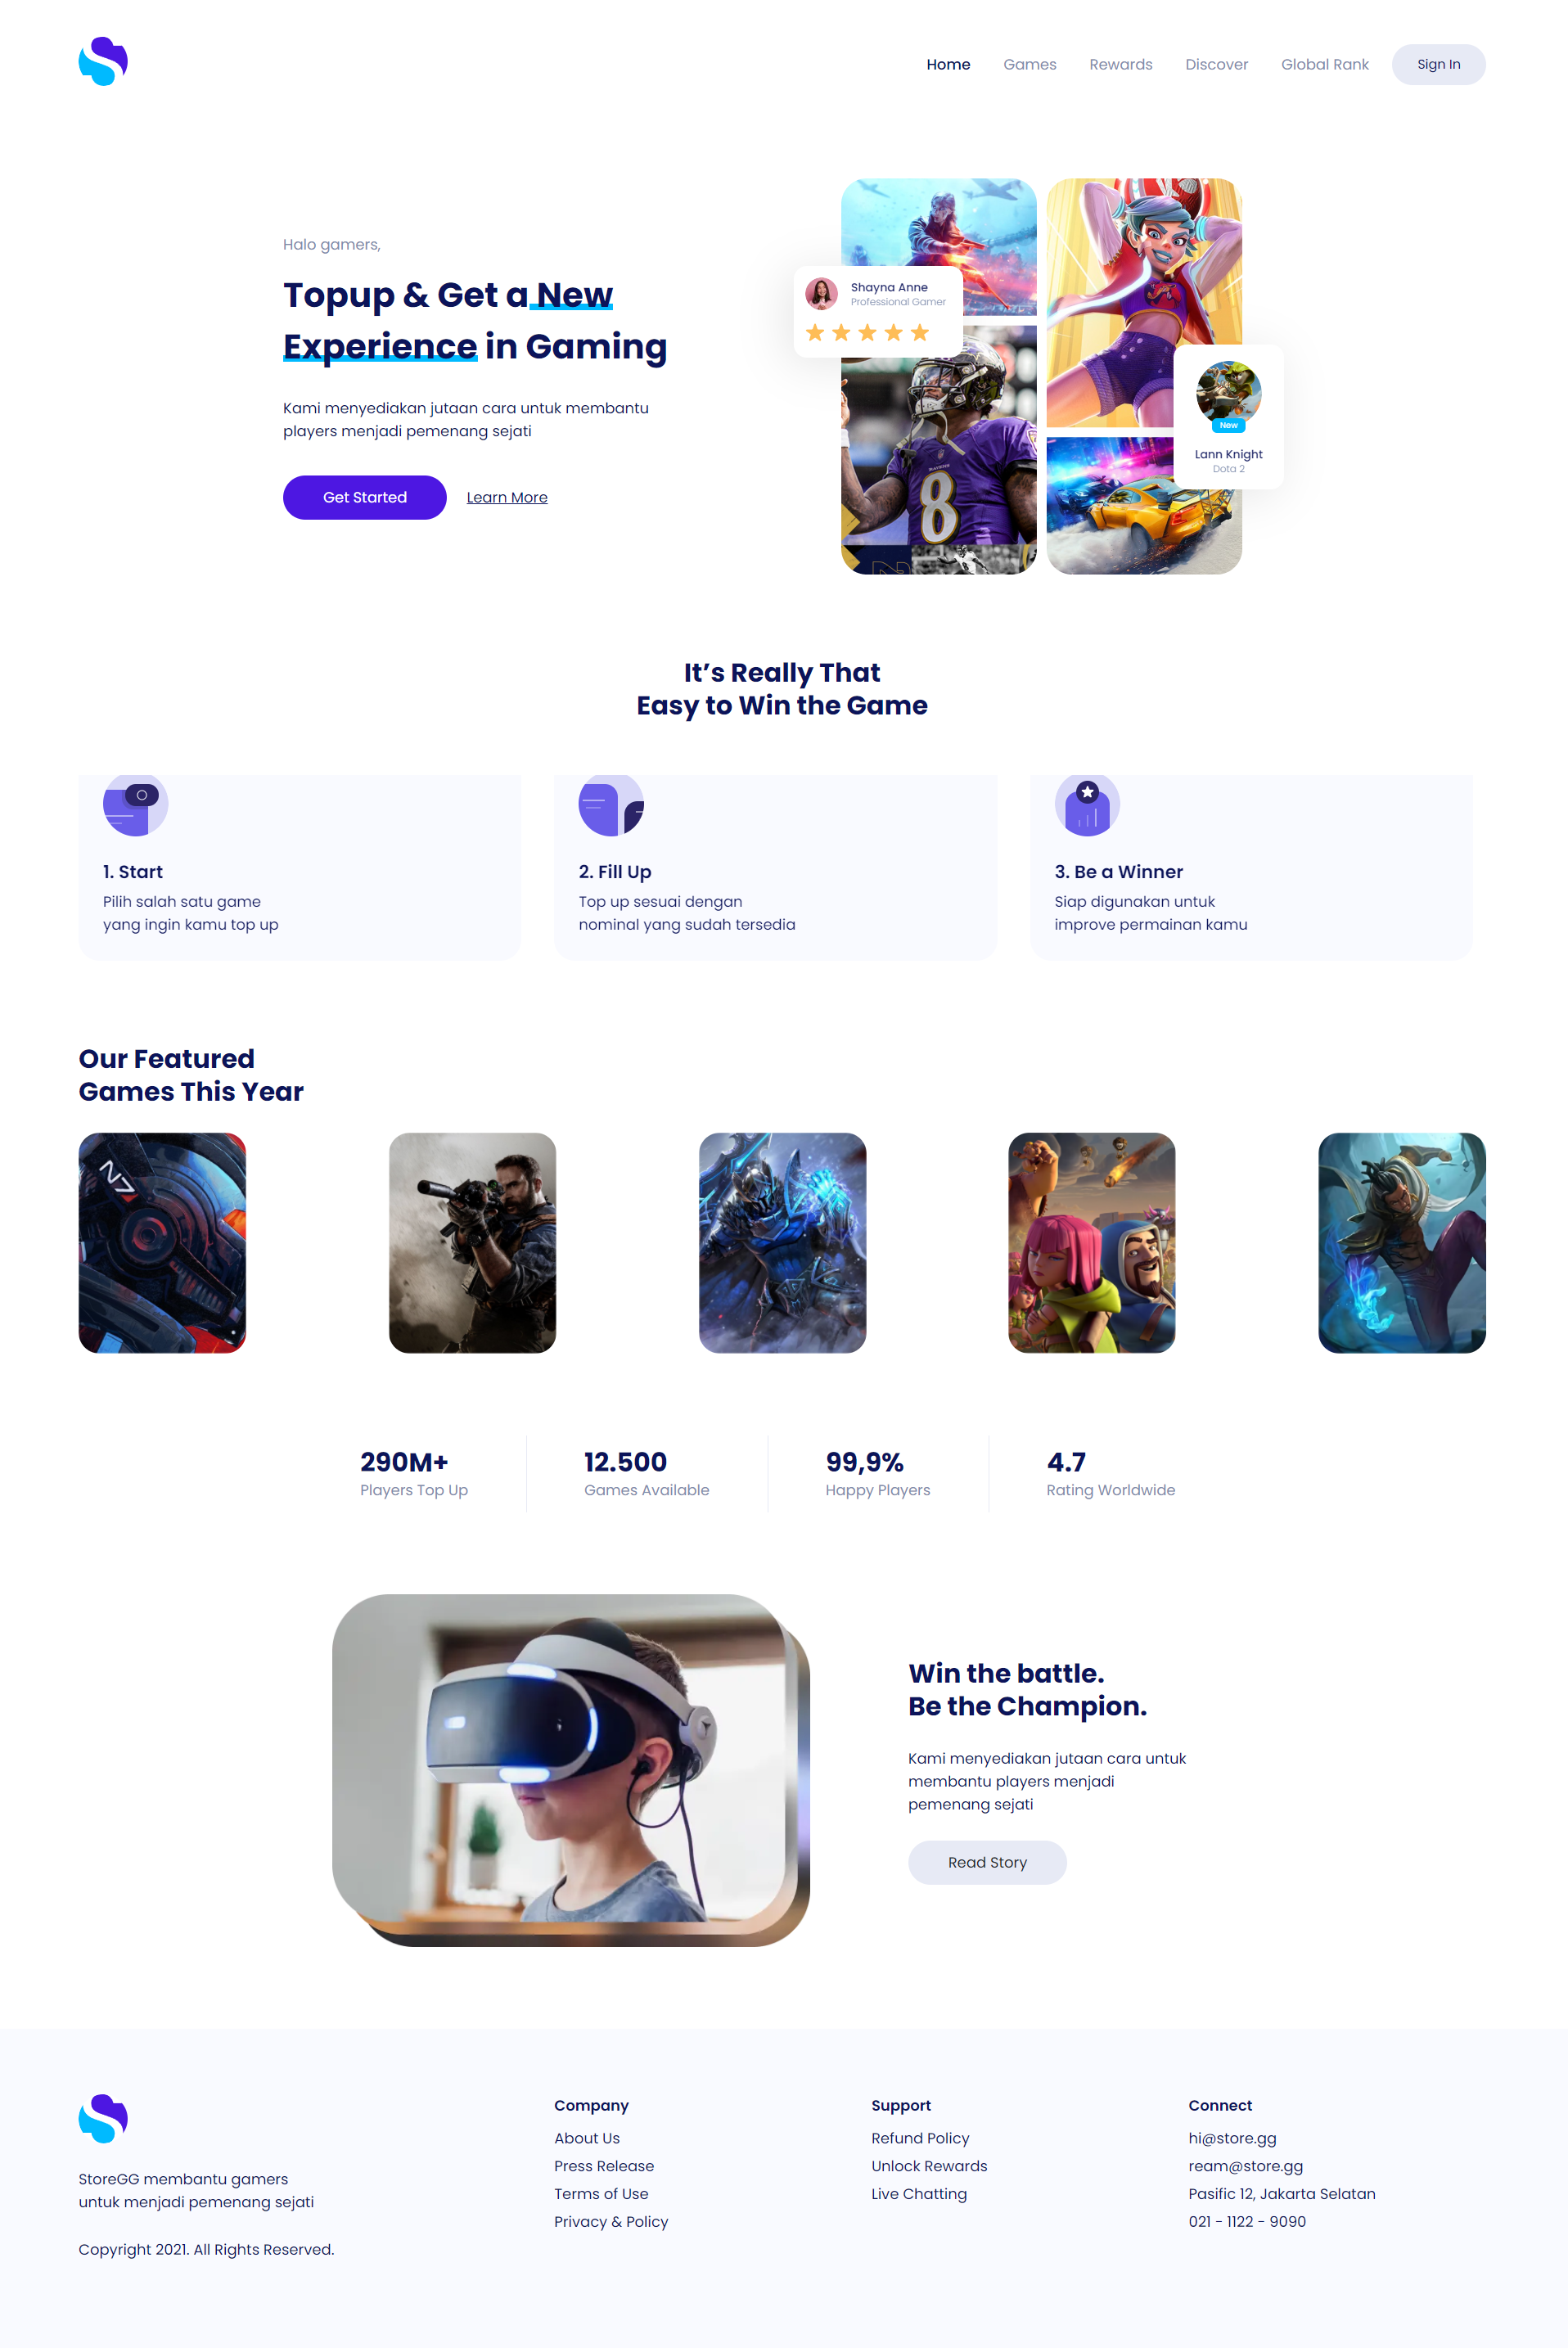 Home Games Rewards Discover Global Rank Sign In
Halo gamers,
Topup & Get a New
Experience in Gaming
Kami menyediakan jutaan cara untuk membantu
players menjadi pemenang sejati
Get Started Learn More
Shayna Anne
Professional Gamer
RAVENS
8
New
Lann Knight
Dota 2
It’s Really That
Easy to Win the Game
1. Start
Pilih salah satu game
yang ingin kamu top up
2. Fill Up
Top up sesuai dengan
nominal yang sudah tersedia
3. Be a Winner
Siap digunakan untuk
improve permainan kamu
Our Featured
Games This Year
N7
290M+
Players Top Up
12.500
Games Available
99,9%
Happy Players
4.7
Rating Worldwide
Win the battle.
Be the Champion.
Kami menyediakan jutaan cara untuk
membantu players menjadi
pemenang sejati
Read Story
StoreGG membantu gamers
untuk menjadi pemenang sejati
Copyright 2021. All Rights Reserved.
Company
About Us
Press Release
Terms of Use
Privacy & Policy
Support
Refund Policy
Unlock Rewards
Live Chatting
Connect
hi@store.gg
ream@store.gg
Pasific 12, Jakarta Selatan
021 - 1122 - 9090